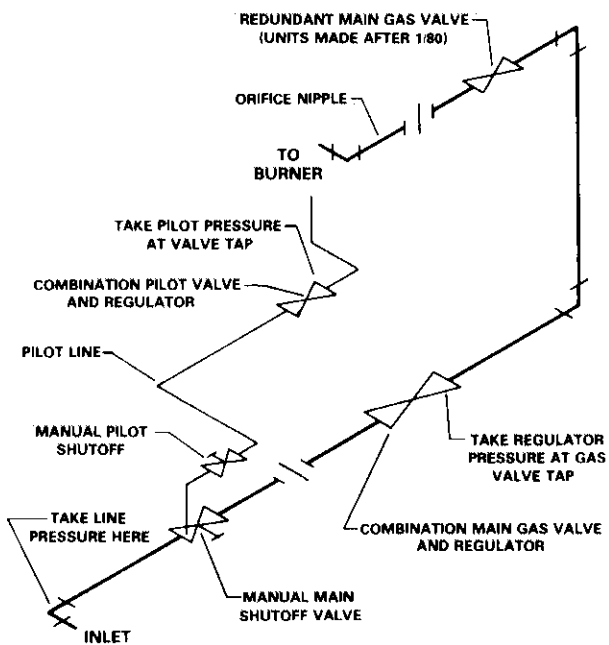 REDUNDANT MAIN GAS VALVE
(UNITS MADE AFTER 1/80)
ORIFICE NIPPLE
TO
BURNER
TAKE PILOT PRESSURE
AT VALVE TAP
COMBINATION PILOT VALVE
AND REGULATOR
PILOT LINE
MANUAL PILOT
SHUTOFF
TAKE REGULATOR
PRESSURE AT GAS
VALVE TAP
TAKE LINE
PRESSURE HERE
COMBINATION MAIN GAS VALVE
AND REGULATOR
MANUAL MAIN
SHUTOFF VALVE
INLET